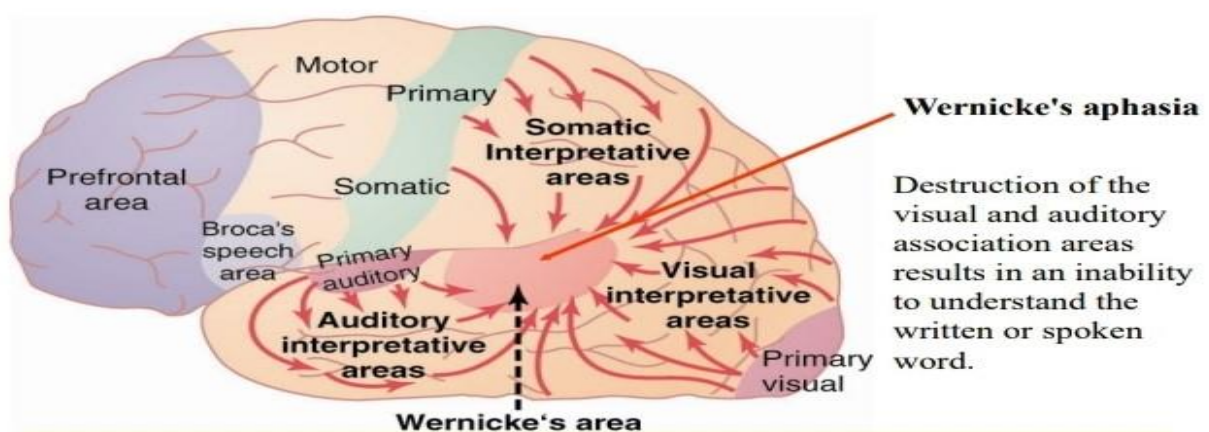 Motor
Primary
Somatic
Interpretative
areas
Prefrontal
area
Somatic
Broca's
speech
area
Primary
auditory
Auditory
interpretative
areas
Visual
interpretative
areas
Primary
visual
Wernicke's area
Wernicke's aphasia
Destruction of the
visual and auditory
association areas
results in an inability
to understand the
written or spoken
word.